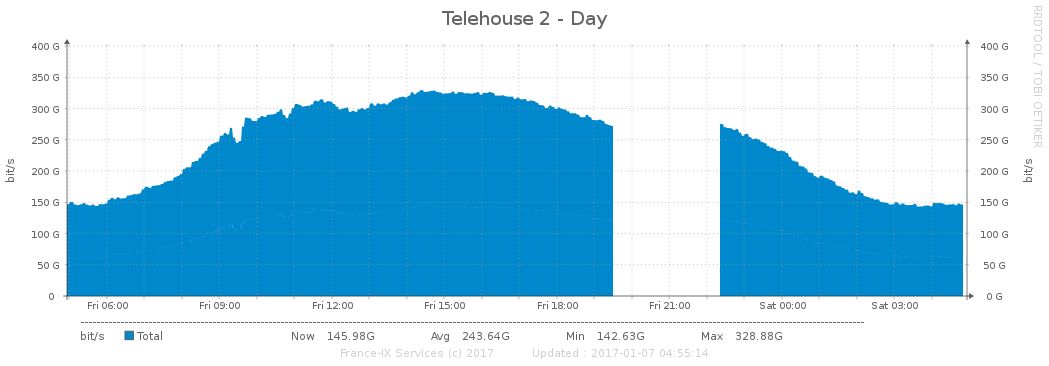 Telehouse 2 - Day
RRDTOOL / TOBI OETIKER
400 G 400 G
350 G 350 G
300 G 300 G
250 G 250 G
200 G 200 G
150 G 150 G
100 G 100 G
50 G 50 G
0 0 G
bit/s bit/s
Fri 06:00 Fri 09:00 Fri 12:00 Fri 15:00 Fri 18:00 Fri 21:00 Sat 00:00 Sat 03:00
bit/s Total Now 145.98G Avg 243.64G Min 142.63G Max 328.88G
France-IX Services (c) 2017 Updated : 2017-01-07 04:55:14